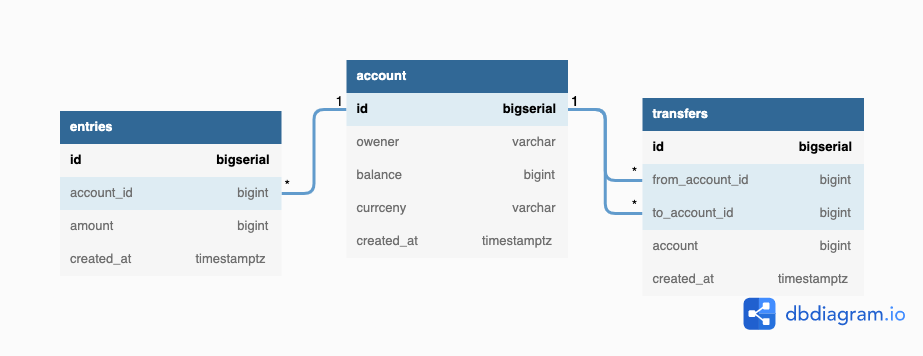 entries
id bigserial
account_id bigint
amount bigint
created_at timestamptz
*
1
account
id bigserial
owener varchar
balance bigint
currceny varchar
created_at timestamptz
1
*
*
transfers
id bigserial
from_account_id bigint
to_account_id bigint
account bigint
created_at timestamptz
dbdiagram.io